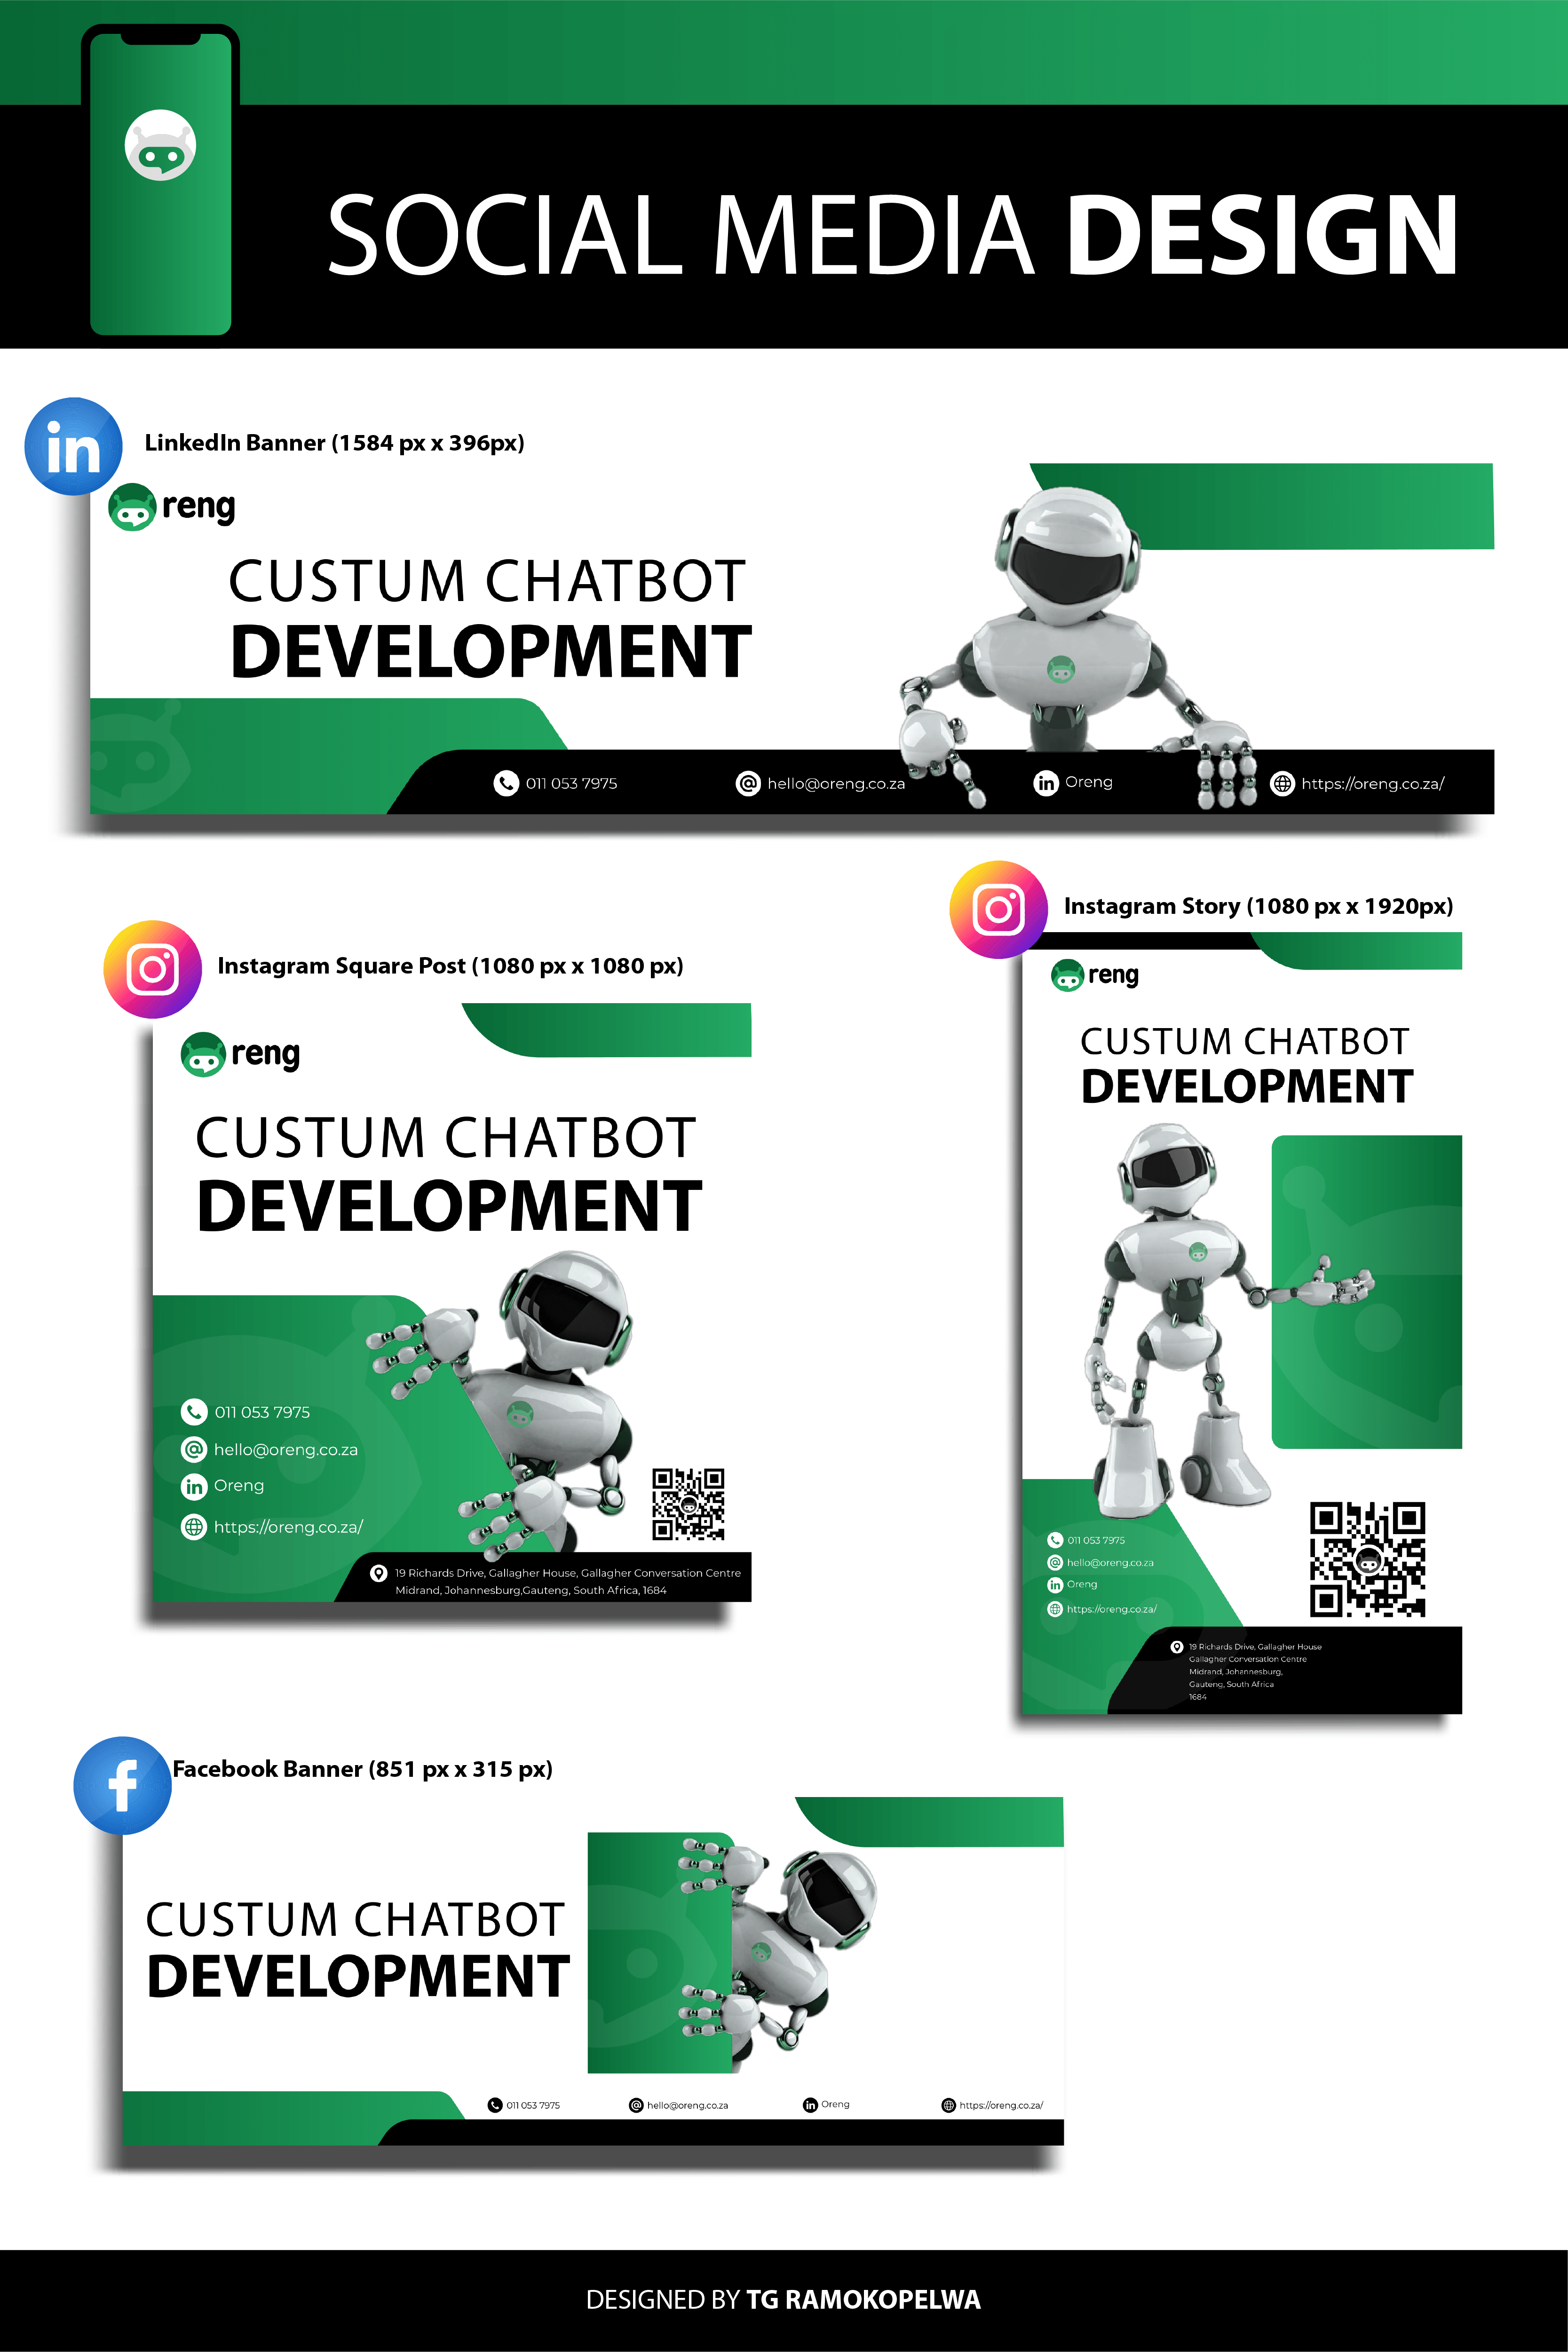 SOCIAL MEDIA DESIGN
in
LinkedIn Banner (1584 px x 396px)
reng
CUSTUM CHATBOT
DEVELOPMENT
011 053 7975
@ hello@oreng.co.za
in Oreng
https://oreng.co.za/
Instagram Square Post (1080 px x 1080 px)
reng
CUSTUM CHATBOT
DEVELOPMENT
011 053 7975
@ hello@oreng.co.za
in Oreng
https://oreng.co.za/
19 Richards Drive, Gallagher House, Gallagher Conversation Centre
Midrand, Johannesburg,Gauteng, South Africa, 1684
Instagram Story (1080 px x 1920px)
reng
CUSTUM CHATBOT
DEVELOPMENT
011 053 7975
@ hello@oreng.co.za
in Oreng
https://oreng.co.za/
19 Richards Drive, Gallagher House
Gallagher Conversation Centre
Midrand, Johannesburg,
Gauteng, South Africa
1684
f
Facebook Banner (851 px x 315 px)
CUSTUM CHATBOT
DEVELOPMENT
011 053 7975
@ hello@oreng.co.za
in Oreng
https://oreng.co.za/
DESIGNED BY TG RAMOKOPELWA